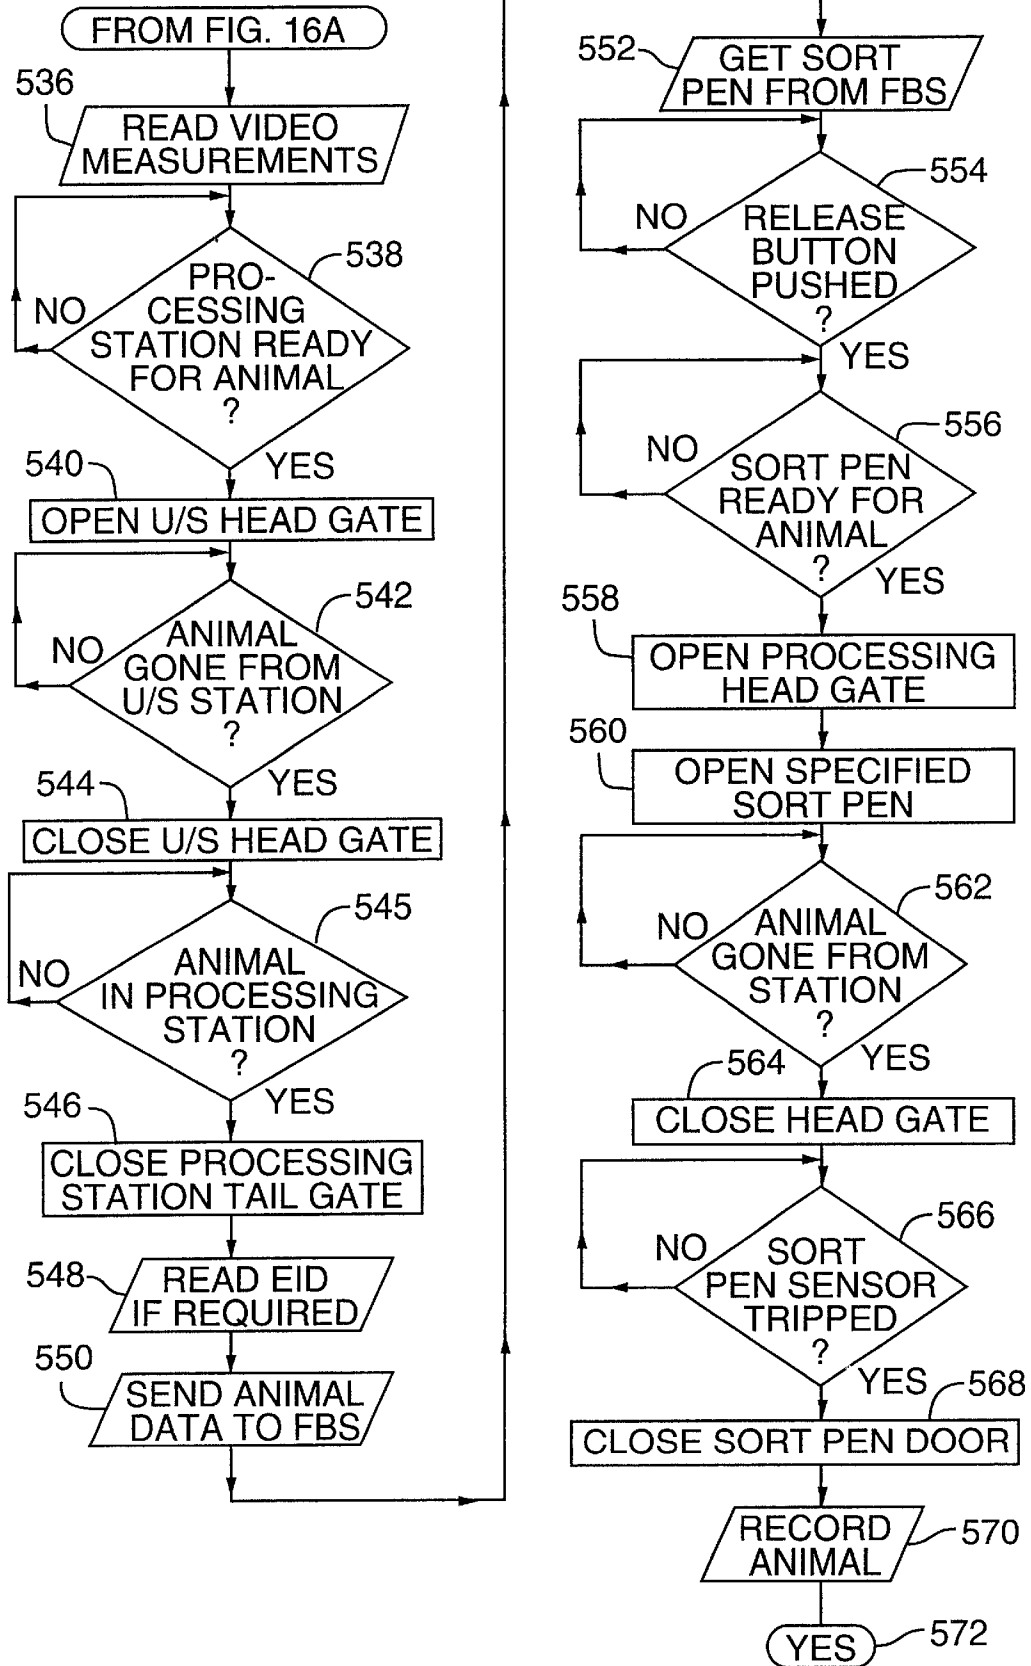 FROM FIG. 16A
536
READ VIDEO
MEASUREMENTS
538
PRO-
CESSING
STATION READY
FOR ANIMAL
?
NO
YES
540
OPEN U/S HEAD GATE
542
ANIMAL
GONE FROM
U/S STATION
?
NO
YES
544
CLOSE U/S HEAD GATE
545
ANIMAL
IN PROCESSING
STATION
?
NO
YES
546
CLOSE PROCESSING
STATION TAIL GATE
548
READ EID
IF REQUIRED
550
SEND ANIMAL
DATA TO FBS
552
GET SORT
PEN FROM FBS
554
RELEASE
BUTTON
PUSHED
?
NO
YES
556
SORT PEN
READY FOR
ANIMAL
?
NO
YES
558
OPEN PROCESSING
HEAD GATE
560
OPEN SPECIFIED
SORT PEN
562
ANIMAL
GONE FROM
STATION
?
NO
YES
564
CLOSE HEAD GATE
566
SORT
PEN SENSOR
TRIPPED
?
NO
YES
568
CLOSE SORT PEN DOOR
RECORD
ANIMAL
570
YES
572